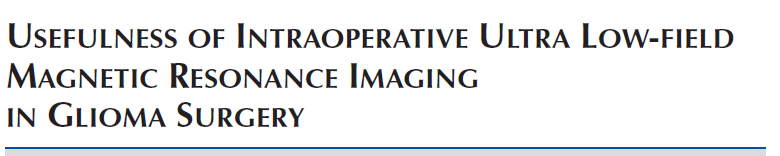 USEFULNESS OF INTRAOPERATIVE ULTRA LOW-FIELD
MAGNETIC RESONANCE IMAGING
IN GLIOMA SURGERY